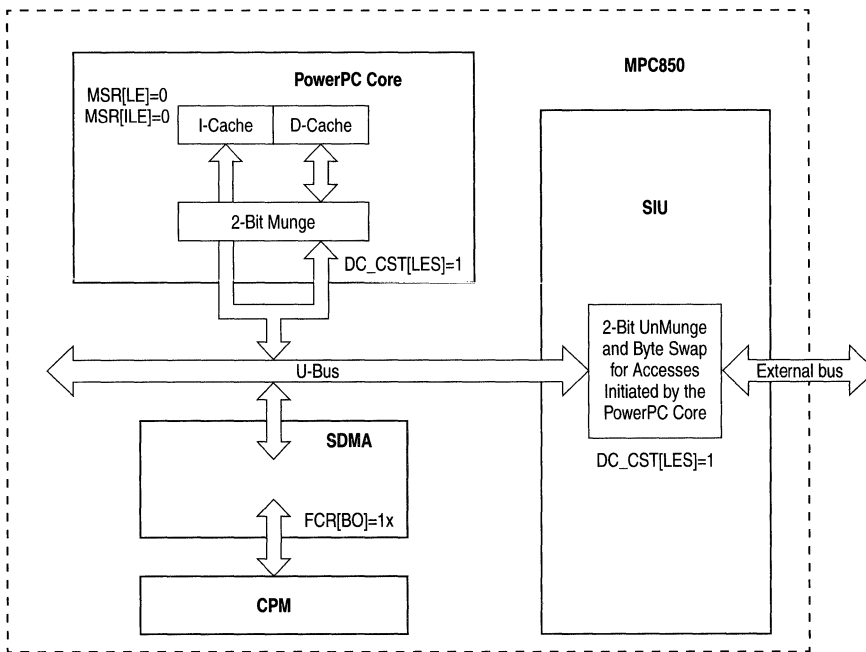 PowerPC Core
MPC850
MSR[LE]=0
MSR[ILE]=0
I-Cache
D-Cache
2-Bit Munge
DC_CST[LES]=1
SIU
2-Bit UnMunge
and Byte Swap
for Accesses
Initiated by the
PowerPC Core
U-Bus
External bus
DC_CST[LES]=1
SDMA
FCR[BO]=1x
CPM